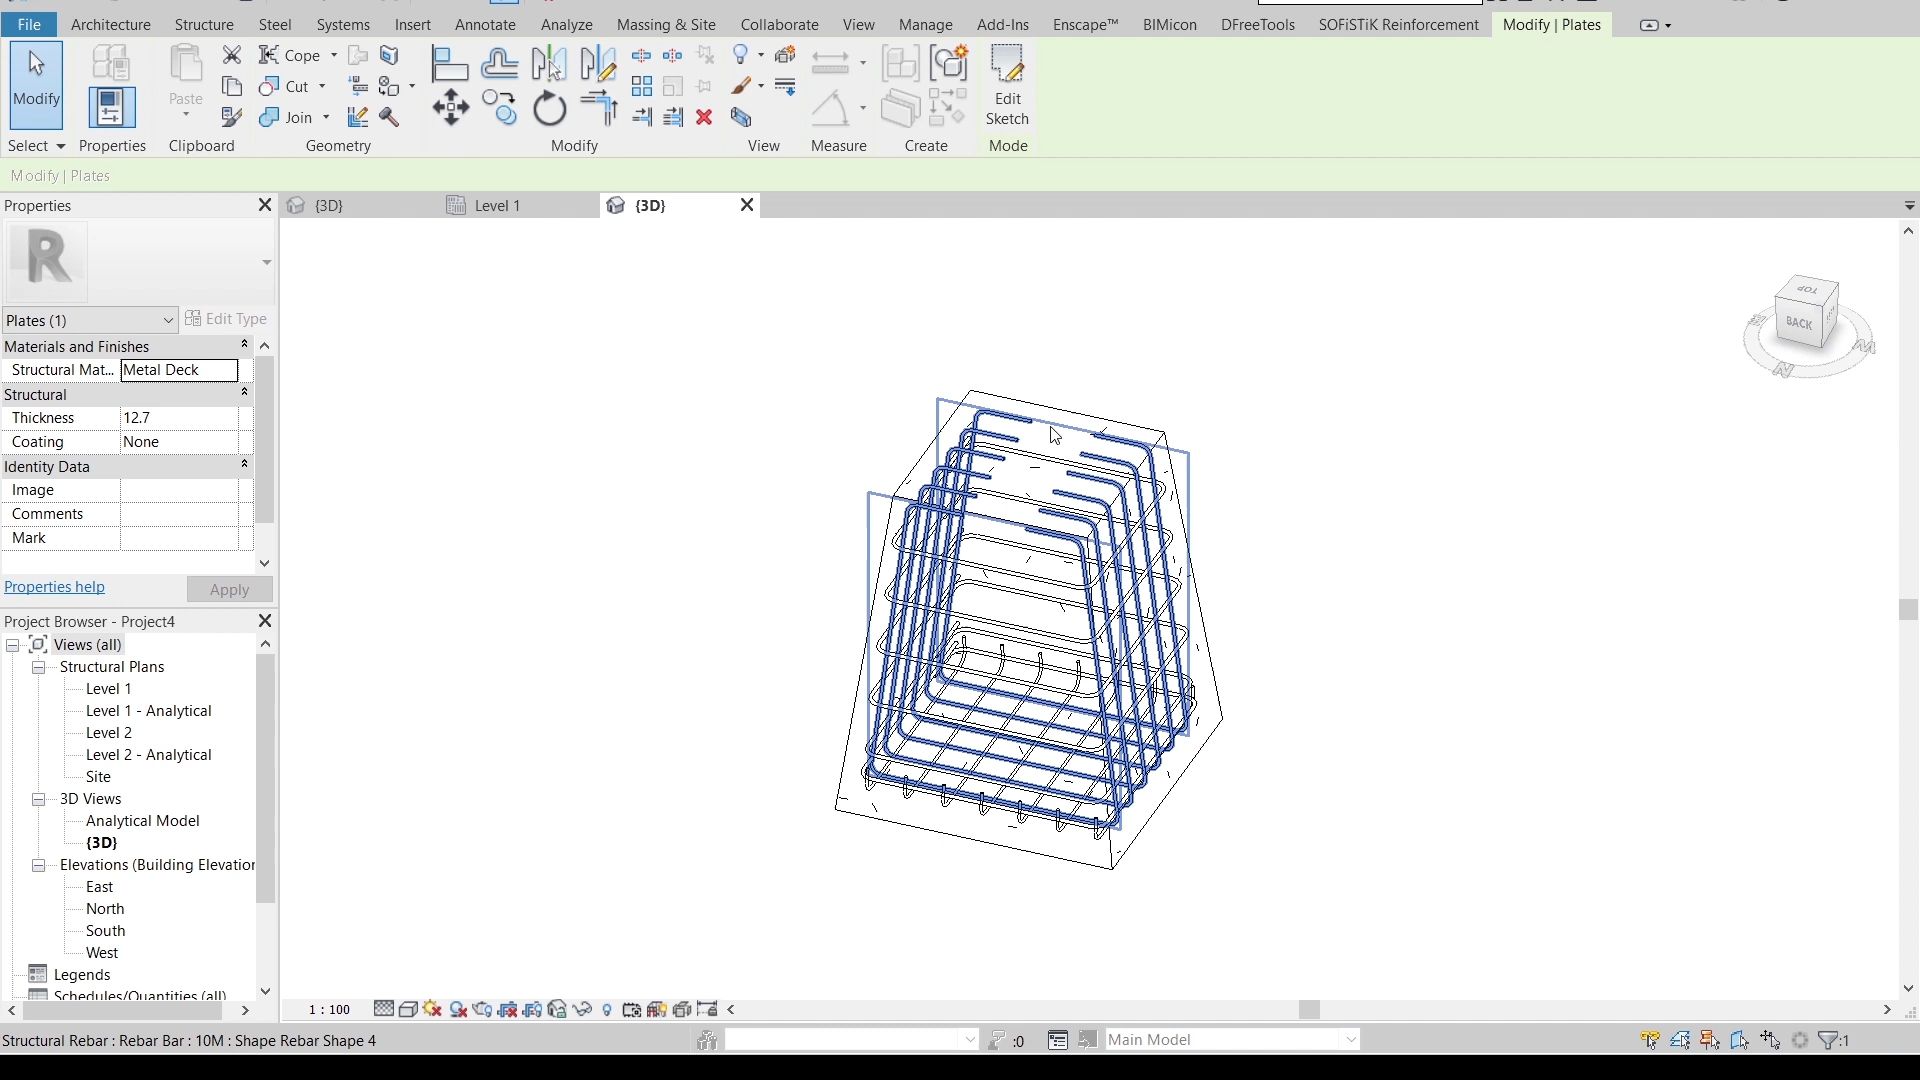 File Architecture Structure Steel Systems Insert Annotate Analyze Massing & Site Collaborate View Manage Add-Ins Enscape™ BIMicon DFreeTools SOFiSTiK Reinforcement Modify | Plates
Modify
Paste
Cope
Cut
Join
Edit
Sketch
Select Properties Clipboard Geometry Modify View Measure Create Mode
Modify | Plates
Properties
{3D}
Level 1
{3D}
R
Plates (1)
Edit Type
Materials and Finishes
Structural Mat... Metal Deck
Structural
Thickness 12.7
Coating None
Identity Data
Image
Comments
Mark
Properties help
Apply
Project Browser - Project4
Views (all)
Structural Plans
Level 1
Level 1 - Analytical
Level 2
Level 2 - Analytical
Site
3D Views
Analytical Model
{3D}
Elevations (Building Elevation
East
North
South
West
Legends
Schedules/Quantities (all)
TOP
BACK
N
1 : 100
Structural Rebar : Rebar Bar : 10M : Shape Rebar Shape 4
:0
Main Model
:1